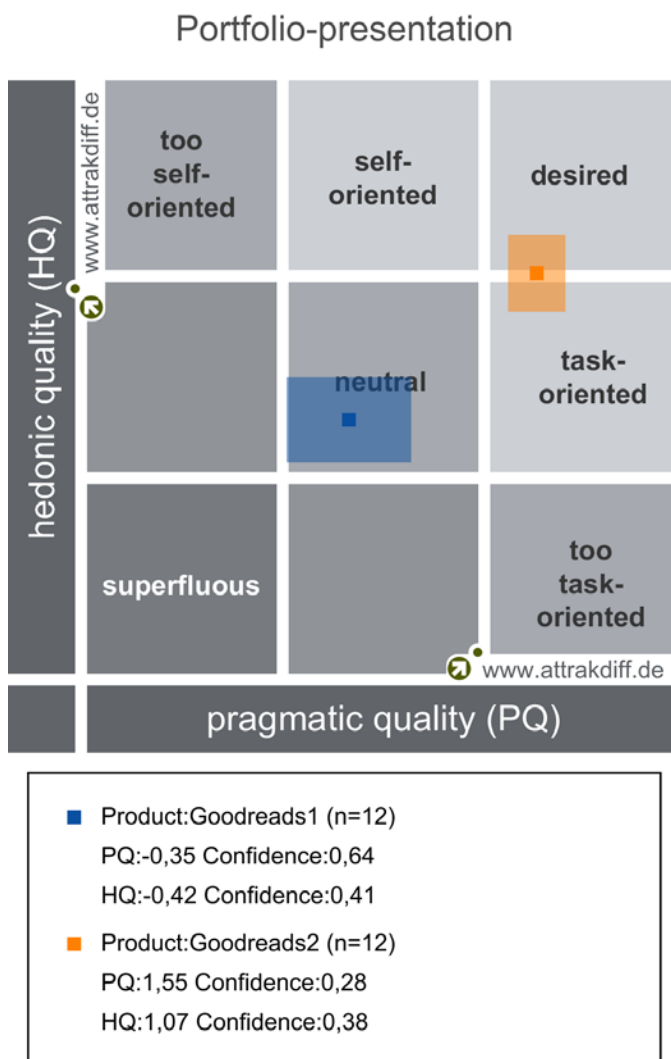 Portfolio-presentation
www.attrakdiff.de
hedonic quality (HQ)
too
self-
oriented
self-
oriented
desired
neutral
task-
oriented
superfluous
too
task-
oriented
www.attrakdiff.de
pragmatic quality (PQ)
Product:Goodreads1 (n=12)
PQ:-0,35 Confidence:0,64
HQ:-0,42 Confidence:0,41
Product:Goodreads2 (n=12)
PQ:1,55 Confidence:0,28
HQ:1,07 Confidence:0,38